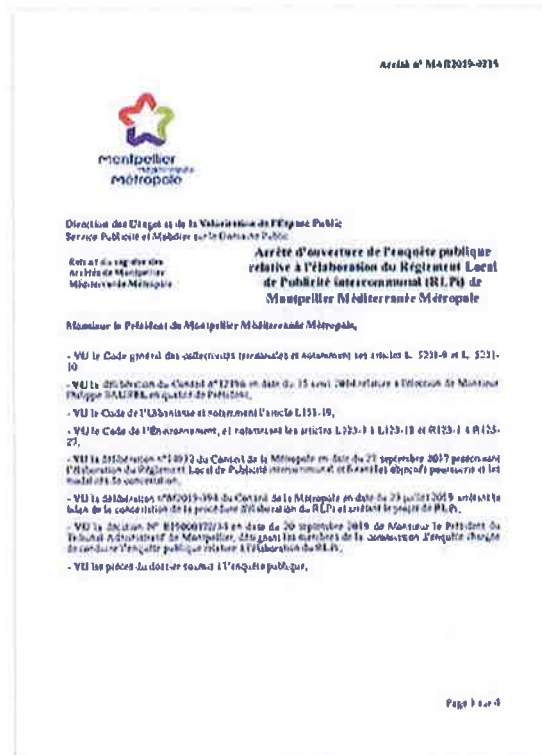 Arrêté n° MAR2019-0215
montpellier
méditerranée
métropole
Direction des Usages et de la Valorisation de l'Espace Public
Service Publicité et Mobilier sur le Domaine Public
Extrait du registre des
arrêtés de Montpellier
Méditerranée Métropole
Arrêté d'ouverture de l'enquête publique
relative à l'élaboration du Règlement Local
de Publicité intercommunal (RLPi) de
Montpellier Méditerranée Métropole
Monsieur le Président de Montpellier Méditerranée Métropole,
- VU le Code général des collectivités territoriales et notamment ses articles L. 5211-9 et L. 5211-
10
- VU la délibération du Conseil n°12196 en date du 15 avril 2014 relative à l'élection de Monsieur
Philippe SAUREL en qualité de Président,
- VU le Code de l'Urbanisme et notamment l'article L153-19,
- VU le Code de l'Environnement, et notamment les articles L123-1 à L123-18 et R123-1 à R123-
27,
- VU la délibération n°14932 du Conseil de la Métropole en date du 27 septembre 2017 prescrivant
l'élaboration du Règlement Local de Publicité intercommunal et fixant les objectifs poursuivis et les
modalités de concertation,
- VU la délibération n°M2019-394 du Conseil de la Métropole en date du 23 juillet 2019 arrêtant le
bilan de la concertation de la procédure d'élaboration du RLPi et arrêtant le projet de RLPi,
- VU la décision N° E19000172/34 en date du 20 septembre 2019 de Monsieur le Président du
Tribunal Administratif de Montpellier, désignant les membres de la commission d'enquête chargée
de conduire l'enquête publique relative à l'élaboration du RLPi,
- VU les pièces du dossier soumis à l'enquête publique,
Page 1 sur 4